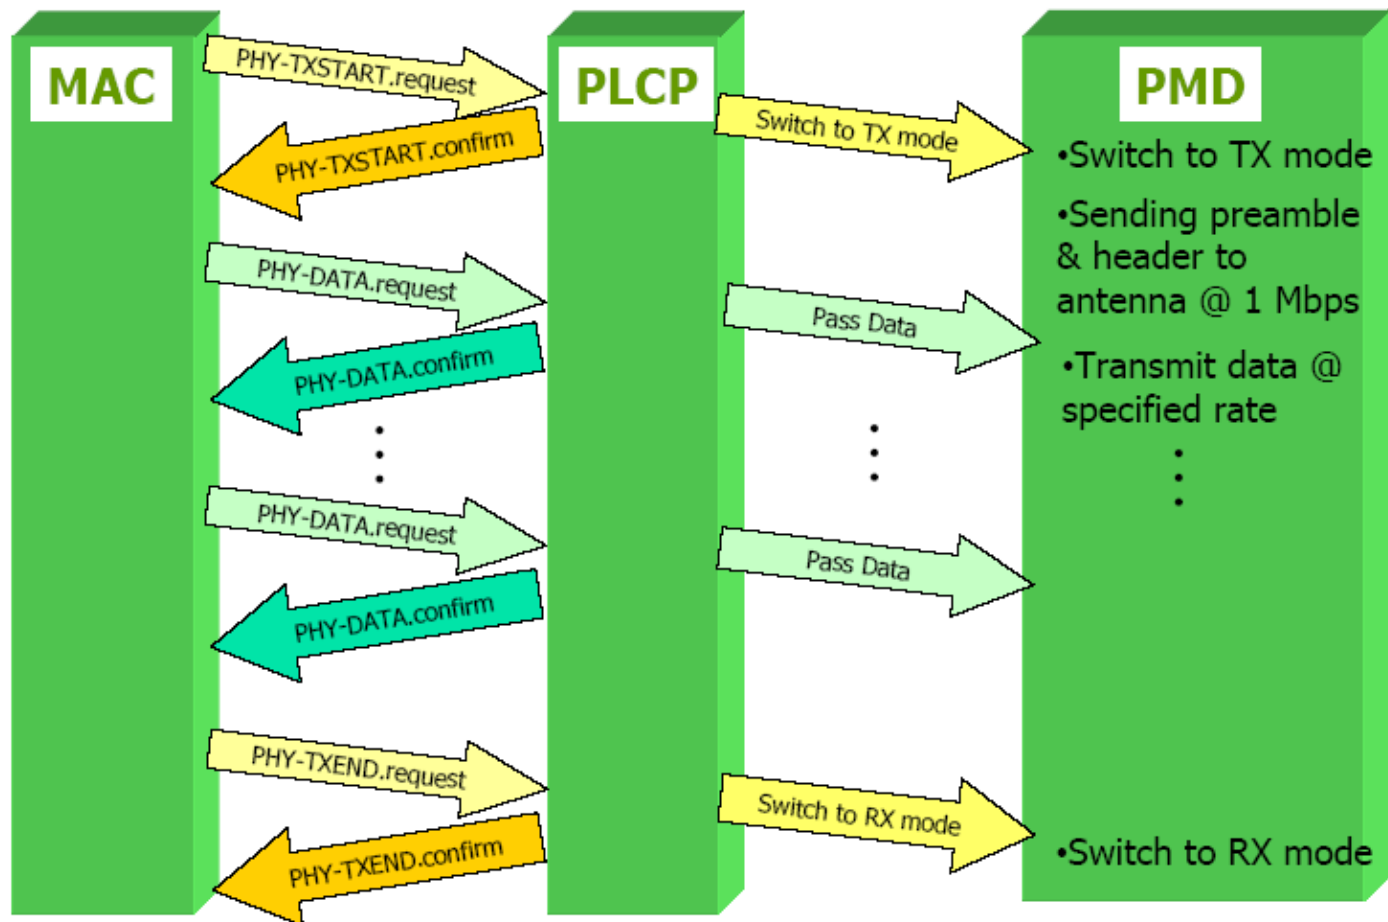 MAC
PLCP
PMD
PHY-TXSTART.request
PHY-TXSTART.confirm
Switch to TX mode
•Switch to TX mode
•Sending preamble
& header to
antenna @ 1 Mbps
PHY-DATA.request
Pass Data
PHY-DATA.confirm
•Transmit data @
specified rate
PHY-DATA.request
Pass Data
PHY-DATA.confirm
PHY-TXEND.request
Switch to RX mode
PHY-TXEND.confirm
•Switch to RX mode